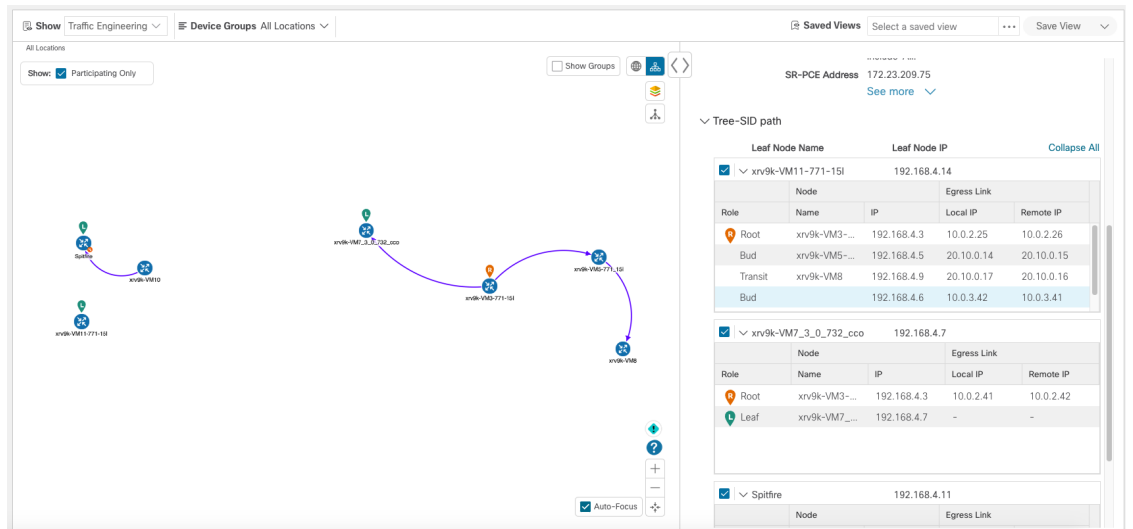 Show Traffic Engineering Device Groups All Locations Saved Views Select a saved view ... Save View
All Locations
Show: Participating Only
Show Groups
L
Spitfire
xrv9k-VM10
L
xrv9k-VM11-771-15I
L
xrv9k-VM7_3_0_732_cco
R
xrv9k-VM3-771-15I
xrv9k-VM5-771_15I
xrv9k-VM8
?
+
−
Auto-Focus
SR-PCE Address 172.23.209.75
See more
Tree-SID path
Leaf Node Name Leaf Node IP Collapse All
xrv9k-VM11-771-15I 192.168.4.14
Node Egress Link
Role Name IP Local IP Remote IP
R Root xrv9k-VM3-... 192.168.4.3 10.0.2.25 10.0.2.26
Bud xrv9k-VM5-... 192.168.4.5 20.10.0.14 20.10.0.15
Transit xrv9k-VM8 192.168.4.9 20.10.0.17 20.10.0.16
Bud 192.168.4.6 10.0.3.42 10.0.3.41
xrv9k-VM7_3_0_732_cco 192.168.4.7
Node Egress Link
Role Name IP Local IP Remote IP
R Root xrv9k-VM3-... 192.168.4.3 10.0.2.41 10.0.2.42
L Leaf xrv9k-VM7_... 192.168.4.7 - -
Spitfire 192.168.4.11
Node Egress Link